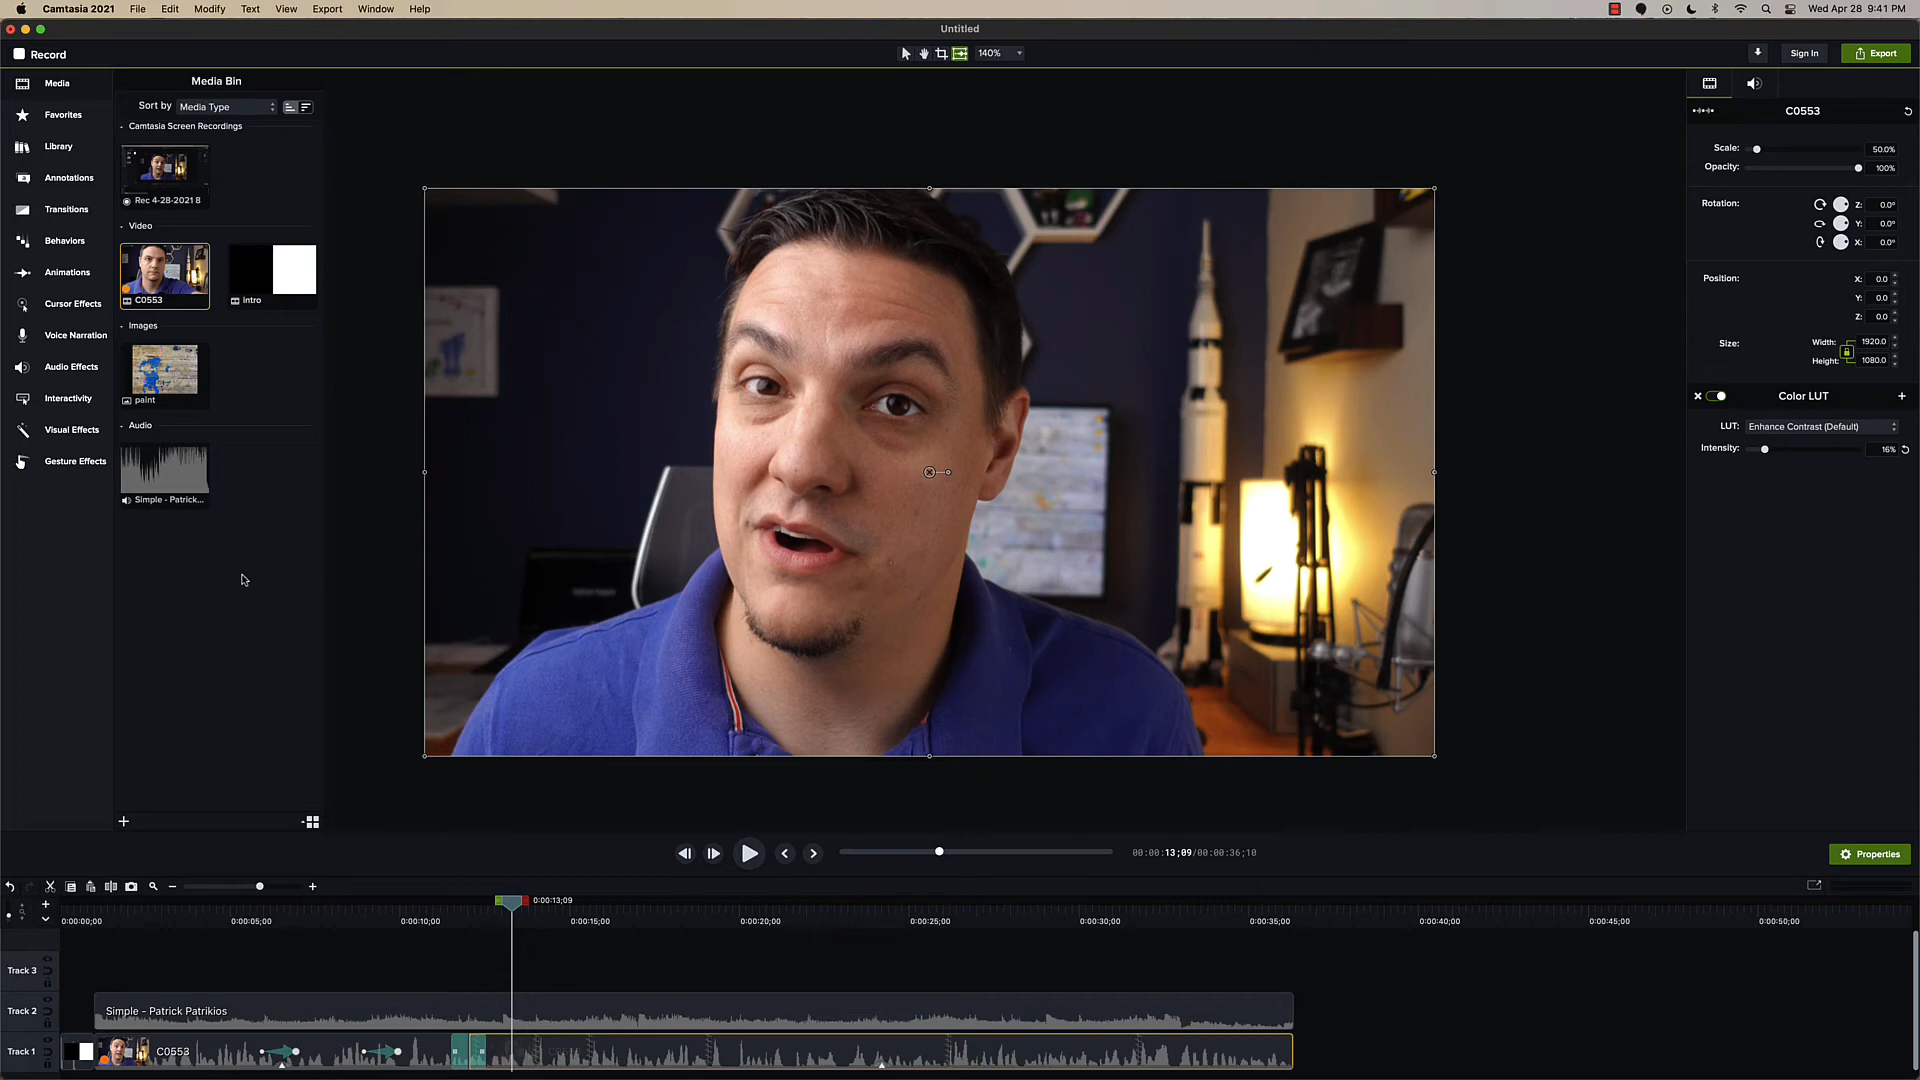 Camtasia 2021 File Edit Modify Text View Export Window Help Wed Apr 28 9:41 PM
Untitled
Record 140% Sign In Export
Media
Favorites
Library
Annotations
Transitions
Behaviors
Animations
Cursor Effects
Voice Narration
Audio Effects
Interactivity
Visual Effects
Gesture Effects
Media Bin
Sort by Media Type
Camtasia Screen Recordings
Rec 4-28-2021 8
Video
C0553 intro
Images
paint
Audio
Simple - Patrick...
C0553
Scale: 50.0%
Opacity: 100%
Rotation: Z: 0.0°
Y: 0.0°
X: 0.0°
Position: X: 0.0
Y: 0.0
Z: 0.0
Size: Width: 1920.0
Height: 1080.0
Color LUT
LUT: Enhance Contrast (Default)
Intensity: 16%
00:00:13;09/00:00:36;10
Properties
0:00:13;09
0:00:00;00 0:00:05;00 0:00:10;00 0:00:15;00 0:00:20;00 0:00:25;00 0:00:30;00 0:00:35;00 0:00:40;00 0:00:45;00 0:00:50;00
Track 3
Track 2 Simple - Patrick Patrikios
Track 1 C0553